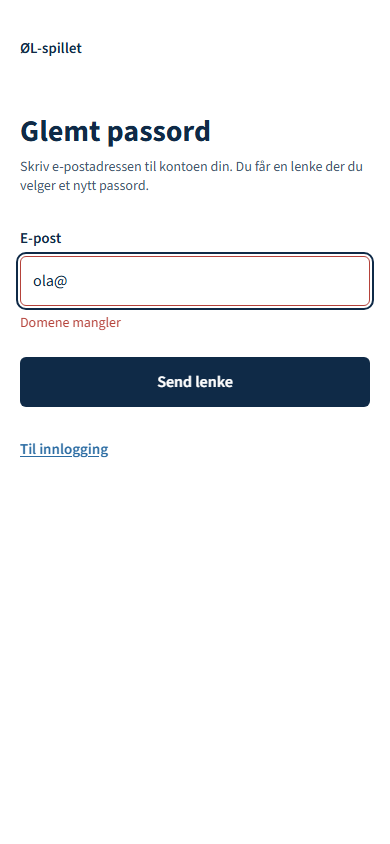 ØL-spillet
Glemt passord
Skriv e-postadressen til kontoen din. Du får en lenke der du
velger et nytt passord.
E-post
ola@
Domene mangler
Send lenke
Til innlogging